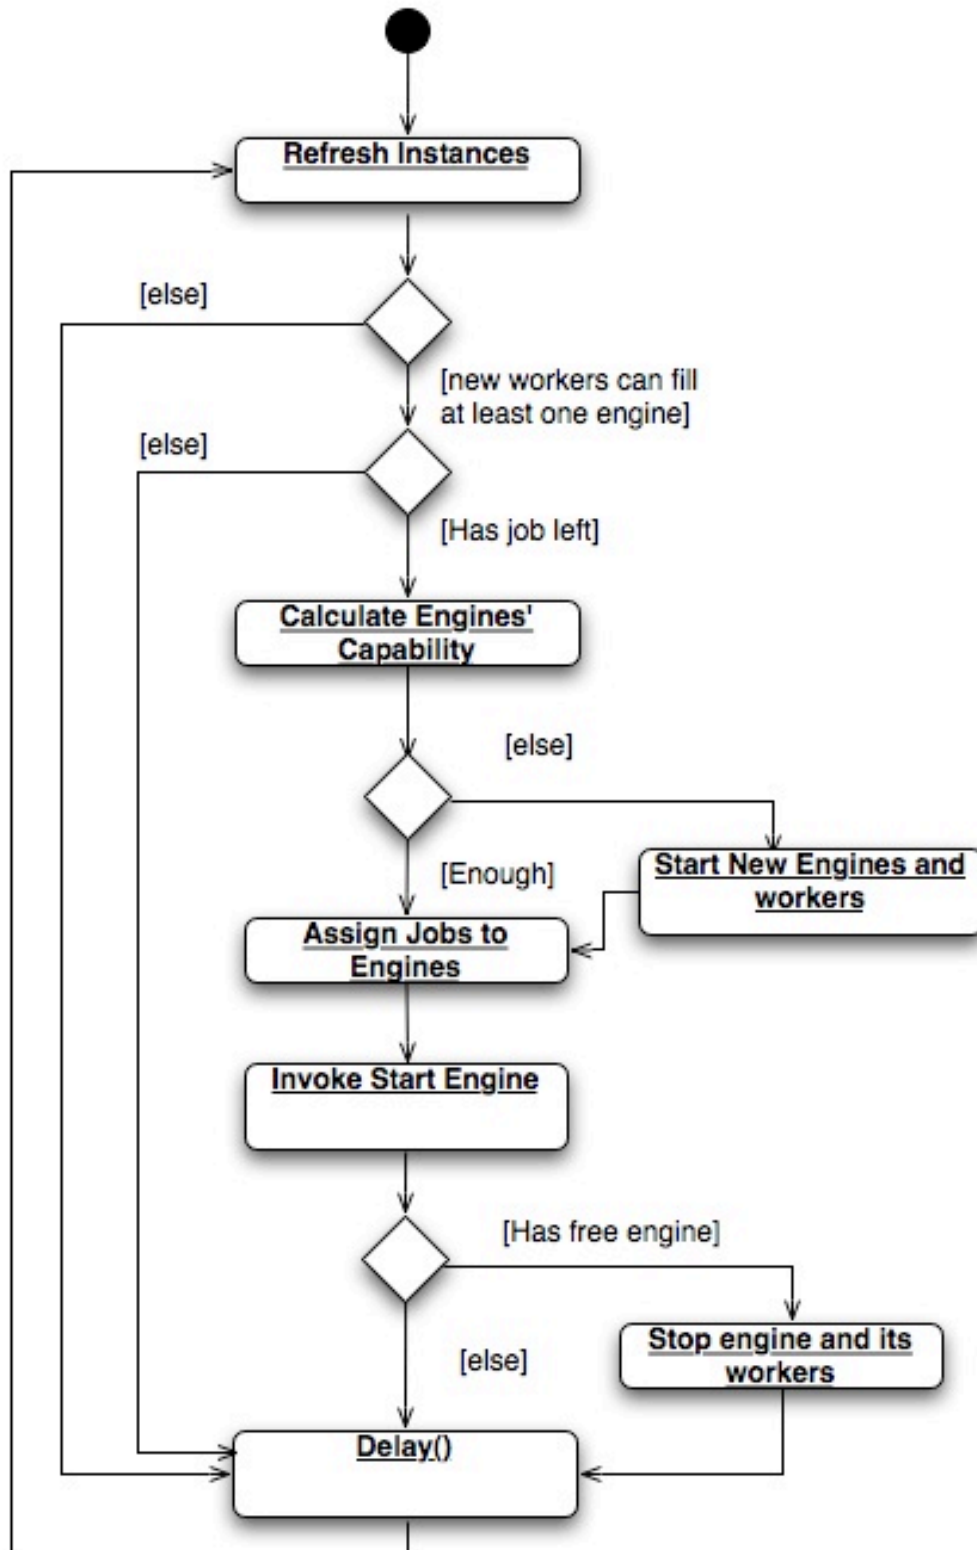 Refresh Instances
[else]
[new workers can fill
at least one engine]
[else]
[Has job left]
Calculate Engines'
Capability
[else]
[Enough]
Start New Engines and
workers
Assign Jobs to
Engines
Invoke Start Engine
[Has free engine]
[else]
Stop engine and its
workers
Delay()